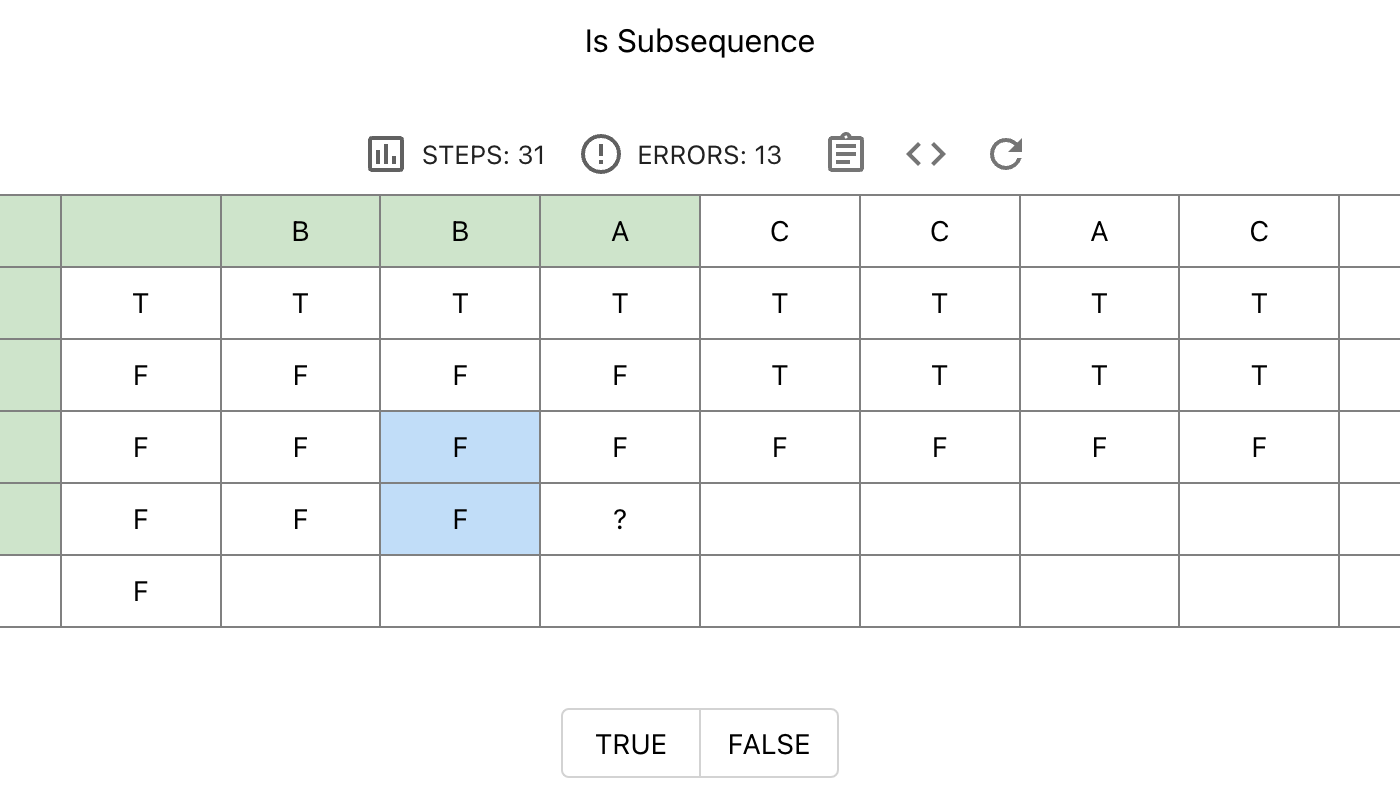 Is Subsequence
STEPS: 31 ERRORS: 13
B B A C C A C
T T T T T T T T
F F F F T T T T
F F F F F F F F
F F F ?
F
TRUE FALSE